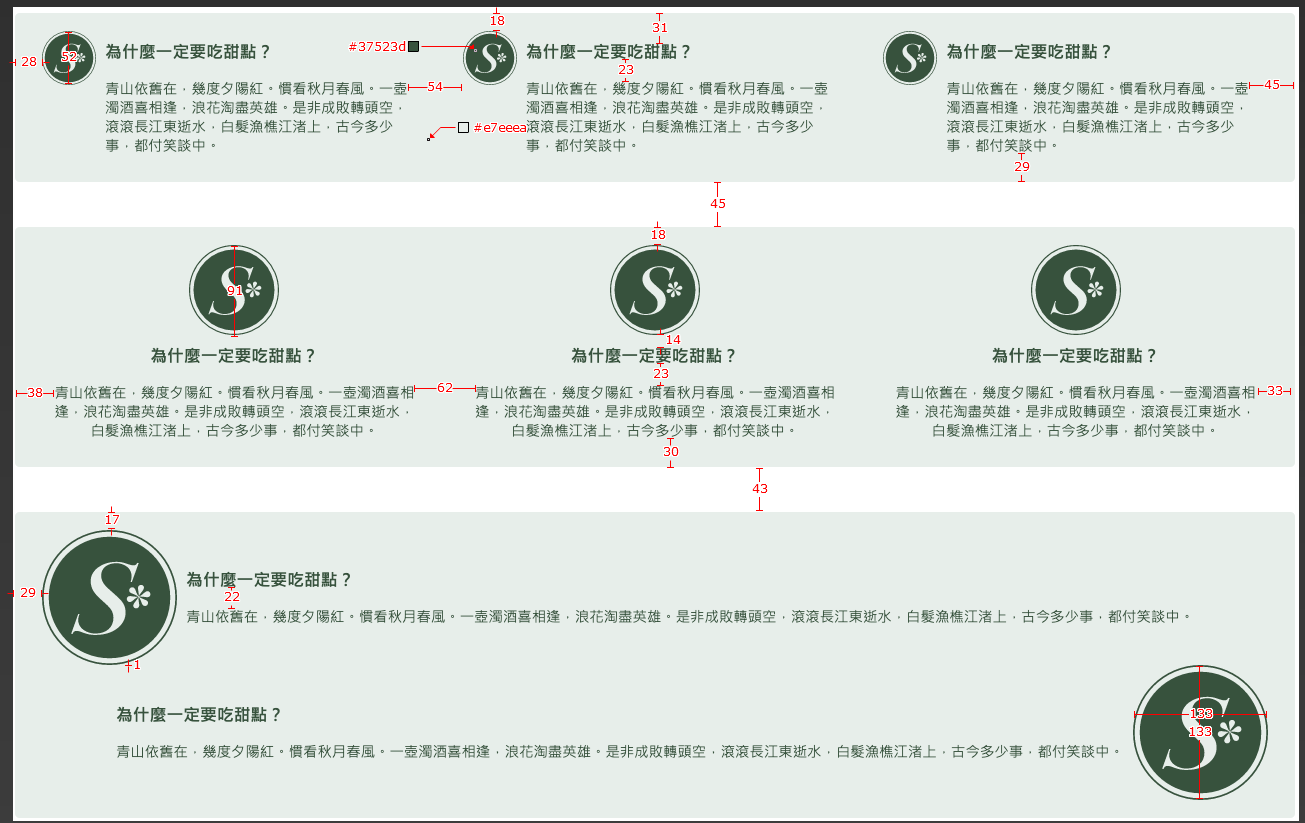 18
31
為什麼一定要吃甜點？
#37523d
為什麼一定要吃甜點？
為什麼一定要吃甜點？
28
52
S
S
S
23
青山依舊在，幾度夕陽紅。慣看秋月春風。一壺
濁酒喜相逢，浪花淘盡英雄。是非成敗轉頭空，
滾滾長江東逝水，白髮漁樵江渚上，古今多少
事，都付笑談中。
54
#e7eeea
青山依舊在，幾度夕陽紅。慣看秋月春風。一壺
濁酒喜相逢，浪花淘盡英雄。是非成敗轉頭空，
滾滾長江東逝水，白髮漁樵江渚上，古今多少
事，都付笑談中。
青山依舊在，幾度夕陽紅。慣看秋月春風。一壺
濁酒喜相逢，浪花淘盡英雄。是非成敗轉頭空，
滾滾長江東逝水，白髮漁樵江渚上，古今多少
事，都付笑談中。
45
29
45
18
S
91
S
S
14
為什麼一定要吃甜點？
為什麼一定要吃甜點？
為什麼一定要吃甜點？
23
38
青山依舊在，幾度夕陽紅。慣看秋月春風。一壺濁酒喜相
逢，浪花淘盡英雄。是非成敗轉頭空，滾滾長江東逝水，
白髮漁樵江渚上，古今多少事，都付笑談中。
62
青山依舊在，幾度夕陽紅。慣看秋月春風。一壺濁酒喜相
逢，浪花淘盡英雄。是非成敗轉頭空，滾滾長江東逝水，
白髮漁樵江渚上，古今多少事，都付笑談中。
青山依舊在，幾度夕陽紅。慣看秋月春風。一壺濁酒喜相
逢，浪花淘盡英雄。是非成敗轉頭空，滾滾長江東逝水，
白髮漁樵江渚上，古今多少事，都付笑談中。
33
30
43
17
S
為什麼一定要吃甜點？
29
22
青山依舊在，幾度夕陽紅。慣看秋月春風。一壺濁酒喜相逢，浪花淘盡英雄。是非成敗轉頭空，滾滾長江東逝水，白髮漁樵江渚上，古今多少事，都付笑談中。
1
為什麼一定要吃甜點？
青山依舊在，幾度夕陽紅。慣看秋月春風。一壺濁酒喜相逢，浪花淘盡英雄。是非成敗轉頭空，滾滾長江東逝水，白髮漁樵江渚上，古今多少事，都付笑談中。
S
133
133